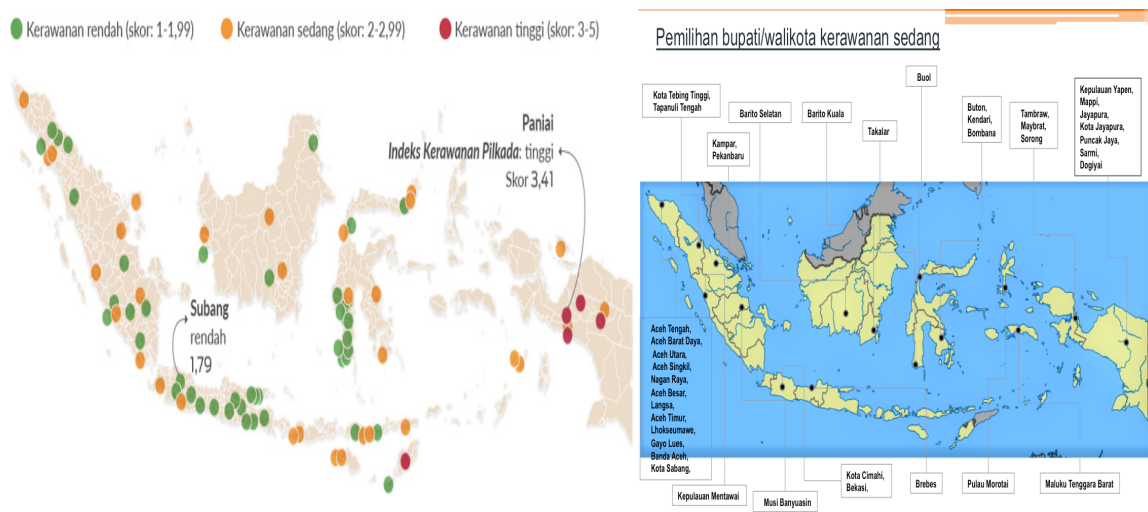 Kerawanan rendah (skor: 1-1,99)
Kerawanan sedang (skor: 2-2,99)
Kerawanan tinggi (skor: 3-5)
Paniai
Indeks Kerawanan Pilkada: tinggi
Skor 3,41
Subang
rendah
1,79
Pemilihan bupati/walikota kerawanan sedang
Buol
Kota Tebing Tinggi,
Tapanuli Tengah
Barito Selatan
Barito Kuala
Buton,
Kendari,
Bombana
Tambraw,
Maybrat,
Sorong
Kepulauan Yapen,
Mappi,
Jayapura,
Kota Jayapura,
Puncak Jaya,
Sarmi,
Dogiyai
Kampar,
Pekanbaru
Takalar
Aceh Tengah,
Aceh Barat Daya,
Aceh Utara,
Aceh Singkil,
Nagan Raya,
Aceh Besar,
Langsa,
Aceh Timur,
Lhokseumawe,
Gayo Lues,
Banda Aceh,
Kota Sabang,
Kepulauan Mentawai
Musi Banyuasin
Kota Cimahi,
Bekasi,
Brebes
Pulau Morotai
Maluku Tenggara Barat